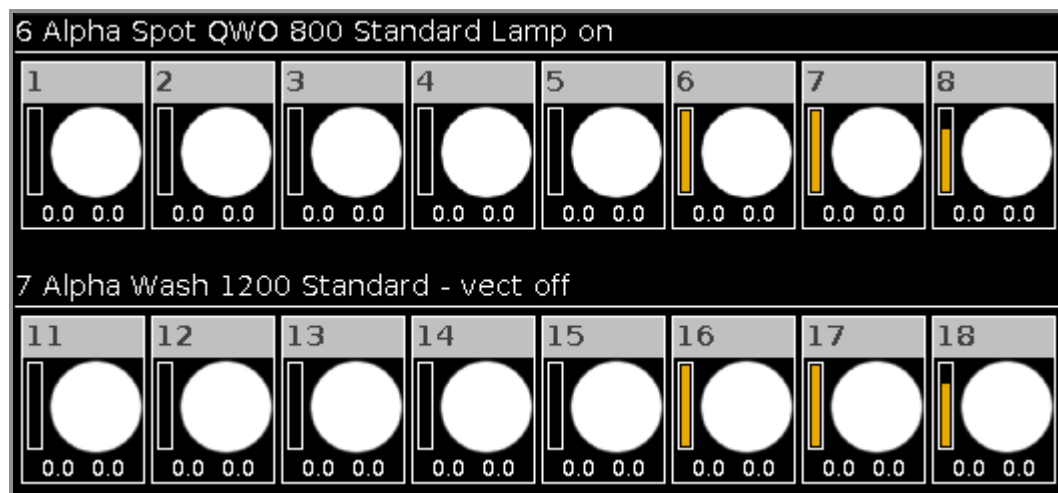 6 Alpha Spot QWO 800 Standard Lamp on
1 2 3 4 5 6 7 8
0.0 0.0 0.0 0.0 0.0 0.0 0.0 0.0 0.0 0.0 0.0 0.0 0.0 0.0 0.0 0.0
7 Alpha Wash 1200 Standard - vect off
11 12 13 14 15 16 17 18
0.0 0.0 0.0 0.0 0.0 0.0 0.0 0.0 0.0 0.0 0.0 0.0 0.0 0.0 0.0 0.0